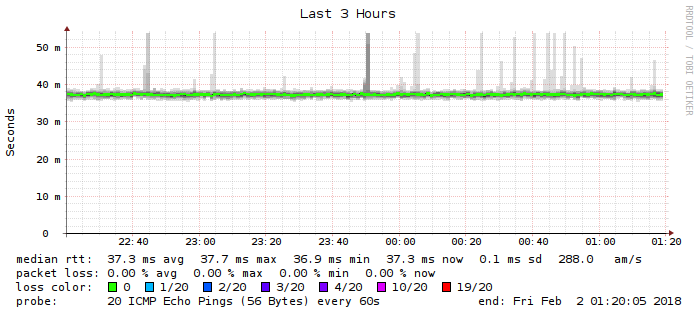 Last 3 Hours
RRDTOOL / TOBI OETIKER
Seconds
50 m
40 m
30 m
20 m
10 m
0
22:40 23:00 23:20 23:40 00:00 00:20 00:40 01:00 01:20
median rtt: 37.3 ms avg 37.7 ms max 36.9 ms min 37.3 ms now 0.1 ms sd 288.0 am/s
packet loss: 0.00 % avg 0.00 % max 0.00 % min 0.00 % now
loss color: 0 1/20 2/20 3/20 4/20 10/20 19/20
probe: 20 ICMP Echo Pings (56 Bytes) every 60s end: Fri Feb 2 01:20:05 2018